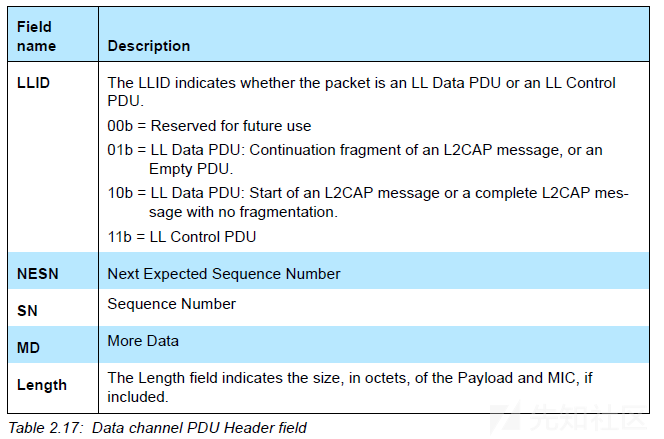 Field
name
Description
LLID
The LLID indicates whether the packet is an LL Data PDU or an LL Control
PDU.
00b = Reserved for future use
01b = LL Data PDU: Continuation fragment of an L2CAP message, or an
Empty PDU.
10b = LL Data PDU: Start of an L2CAP message or a complete L2CAP mes-
sage with no fragmentation.
11b = LL Control PDU
NESN
Next Expected Sequence Number
SN
Sequence Number
MD
More Data
Length
The Length field indicates the size, in octets, of the Payload and MIC, if
included.
Table 2.17: Data channel PDU Header field
先知社区